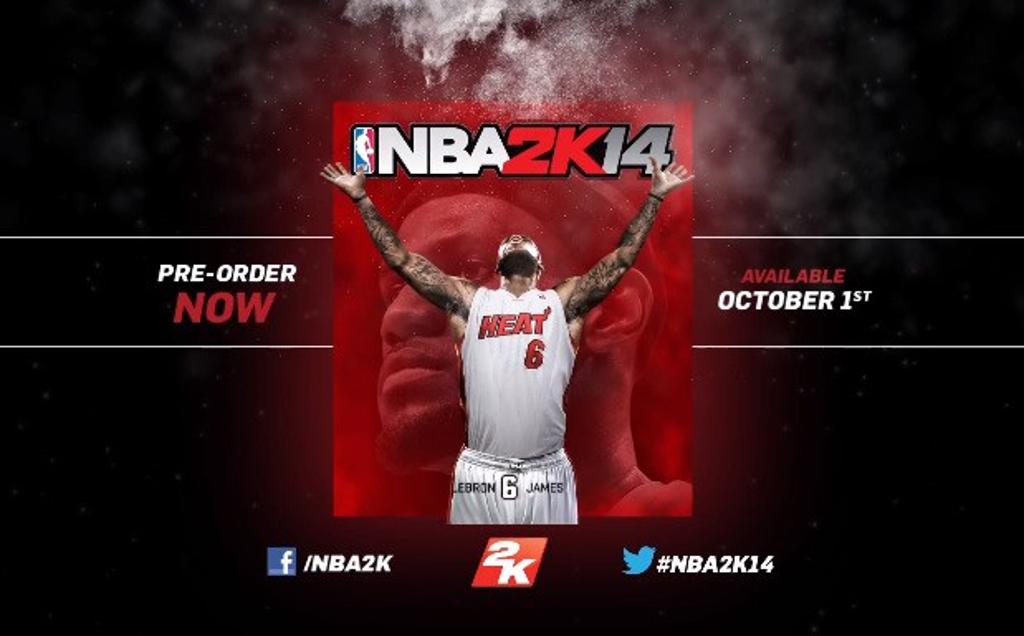 NBA2K14
PRE-ORDER
NOW
AVAILABLE
OCTOBER 1ST
HEAT
6
LEBRON 6 JAMES
f /NBA2K
2K
#NBA2K14